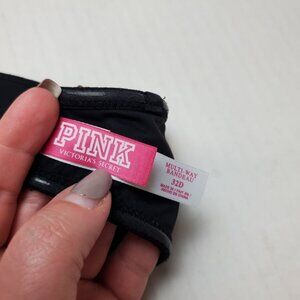 PINK
VICTORIA'S SECRET
MULTI-WAY
BANDEAU
32D